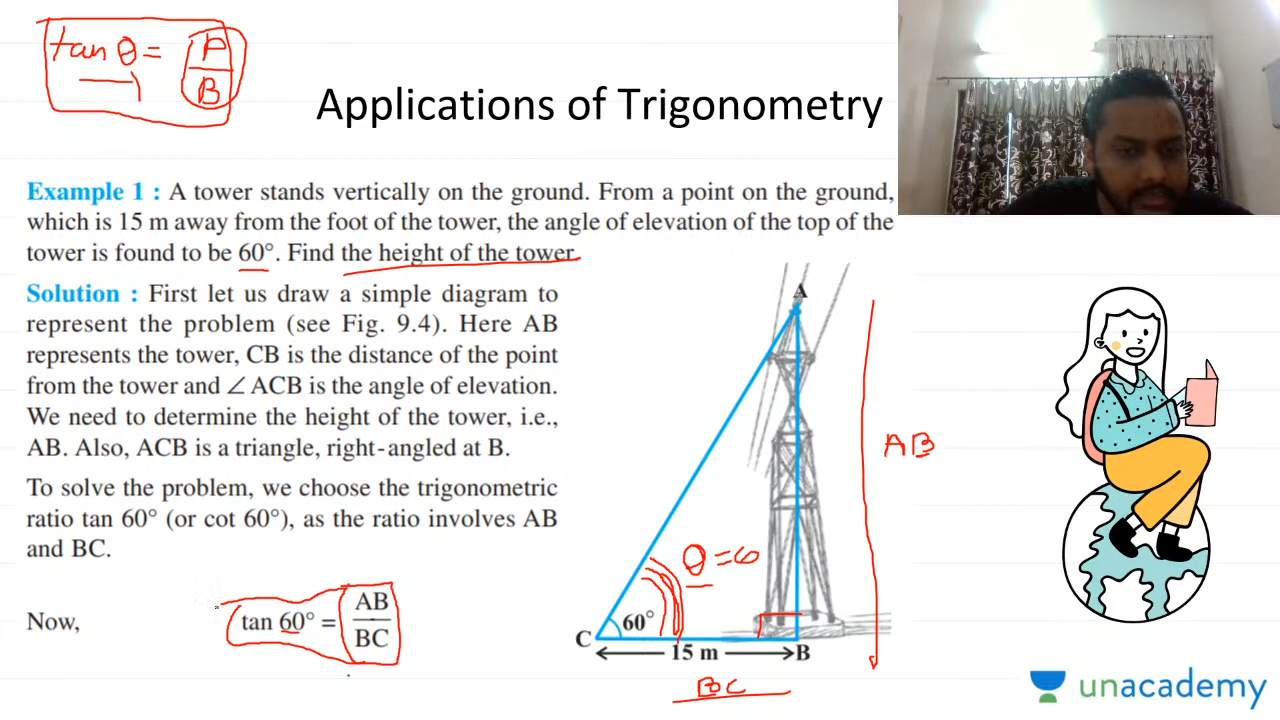 tan θ = P/B
Applications of Trigonometry
Example 1 : A tower stands vertically on the ground. From a point on the ground,
which is 15 m away from the foot of the tower, the angle of elevation of the top of the
tower is found to be 60°. Find the height of the tower.
Solution : First let us draw a simple diagram to
represent the problem (see Fig. 9.4). Here AB
represents the tower, CB is the distance of the point
from the tower and ∠ ACB is the angle of elevation.
We need to determine the height of the tower, i.e.,
AB. Also, ACB is a triangle, right-angled at B.
To solve the problem, we choose the trigonometric
ratio tan 60° (or cot 60°), as the ratio involves AB
and BC.
Now, tan 60° = AB/BC
A
AB
θ = 60
60°
C
15 m
B
BC
unacademy